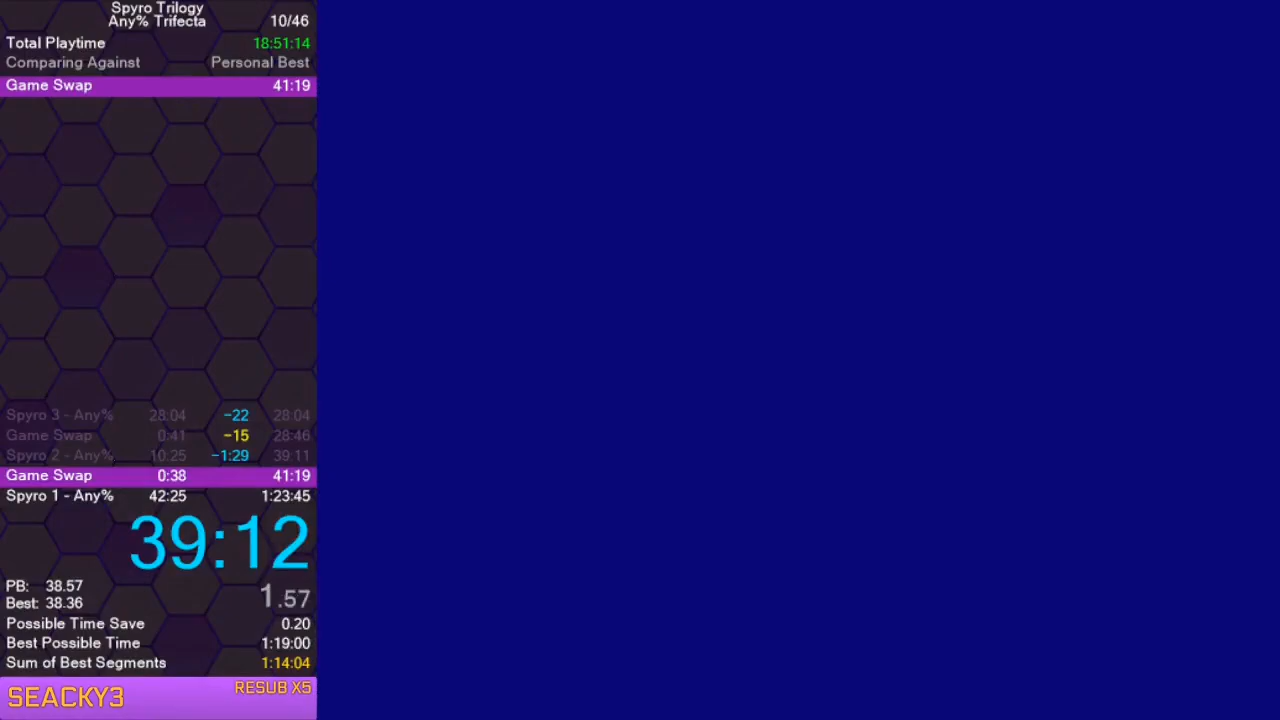 Spyro Trilogy
Any% Trifecta 10/46
Total Playtime 18:51:14
Comparing Against Personal Best
Game Swap 41:19
Spyro 3 - Any% 28:04 -22 28:04
Game Swap 0:41 -15 28:46
Spyro 2 - Any% 10:25 -1:29 39:11
Game Swap 0:38 41:19
Spyro 1 - Any% 42:25 1:23:45
39:12
PB: 38.57
Best: 38.36 1.57
Possible Time Save 0.20
Best Possible Time 1:19:00
Sum of Best Segments 1:14:04
SEACKY3 RESUB X5